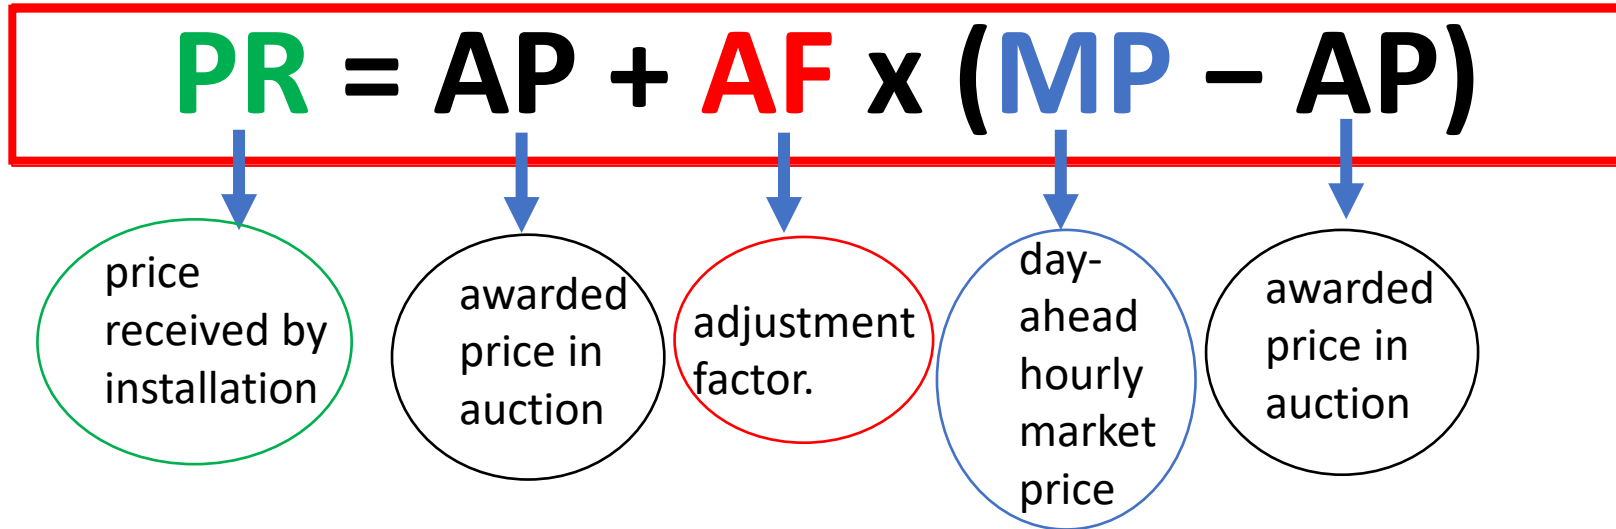 PR = AP + AF x (MP – AP)
price
received by
installation
awarded
price in
auction
adjustment
factor.
day-
ahead
hourly
market
price
awarded
price in
auction